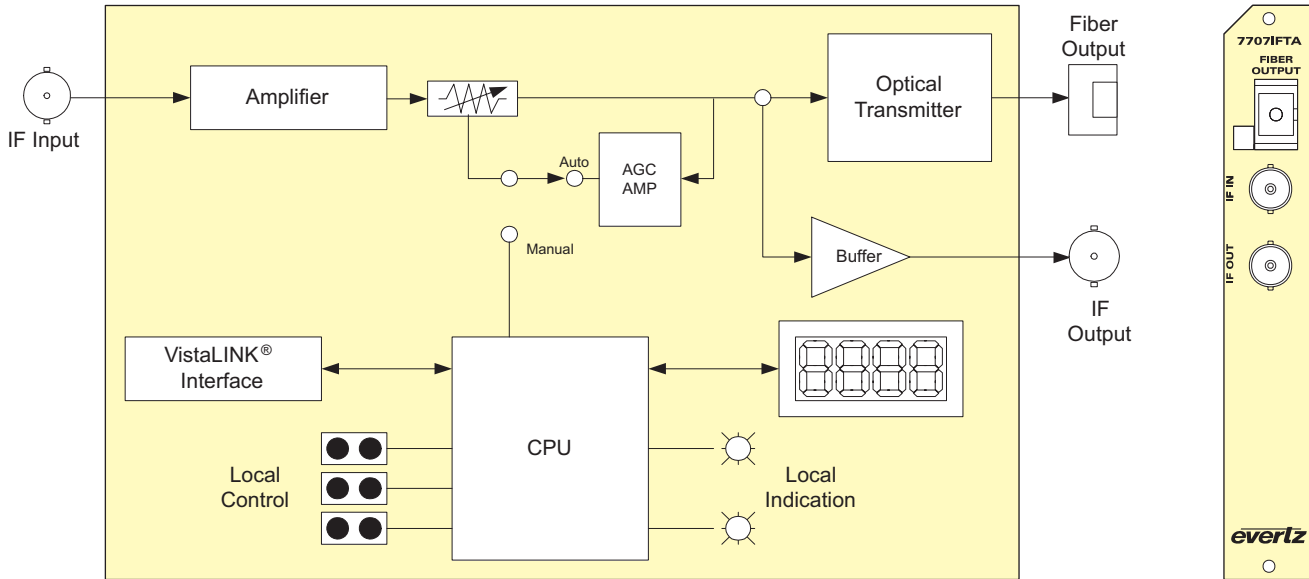 IF Input
Amplifier
Auto
AGC
AMP
Manual
Optical
Transmitter
Fiber
Output
Buffer
IF
Output
VistaLINK®
Interface
CPU
8888
Local
Control
Local
Indication
7707IFTA
FIBER
OUTPUT
IF IN
IF OUT
evertz